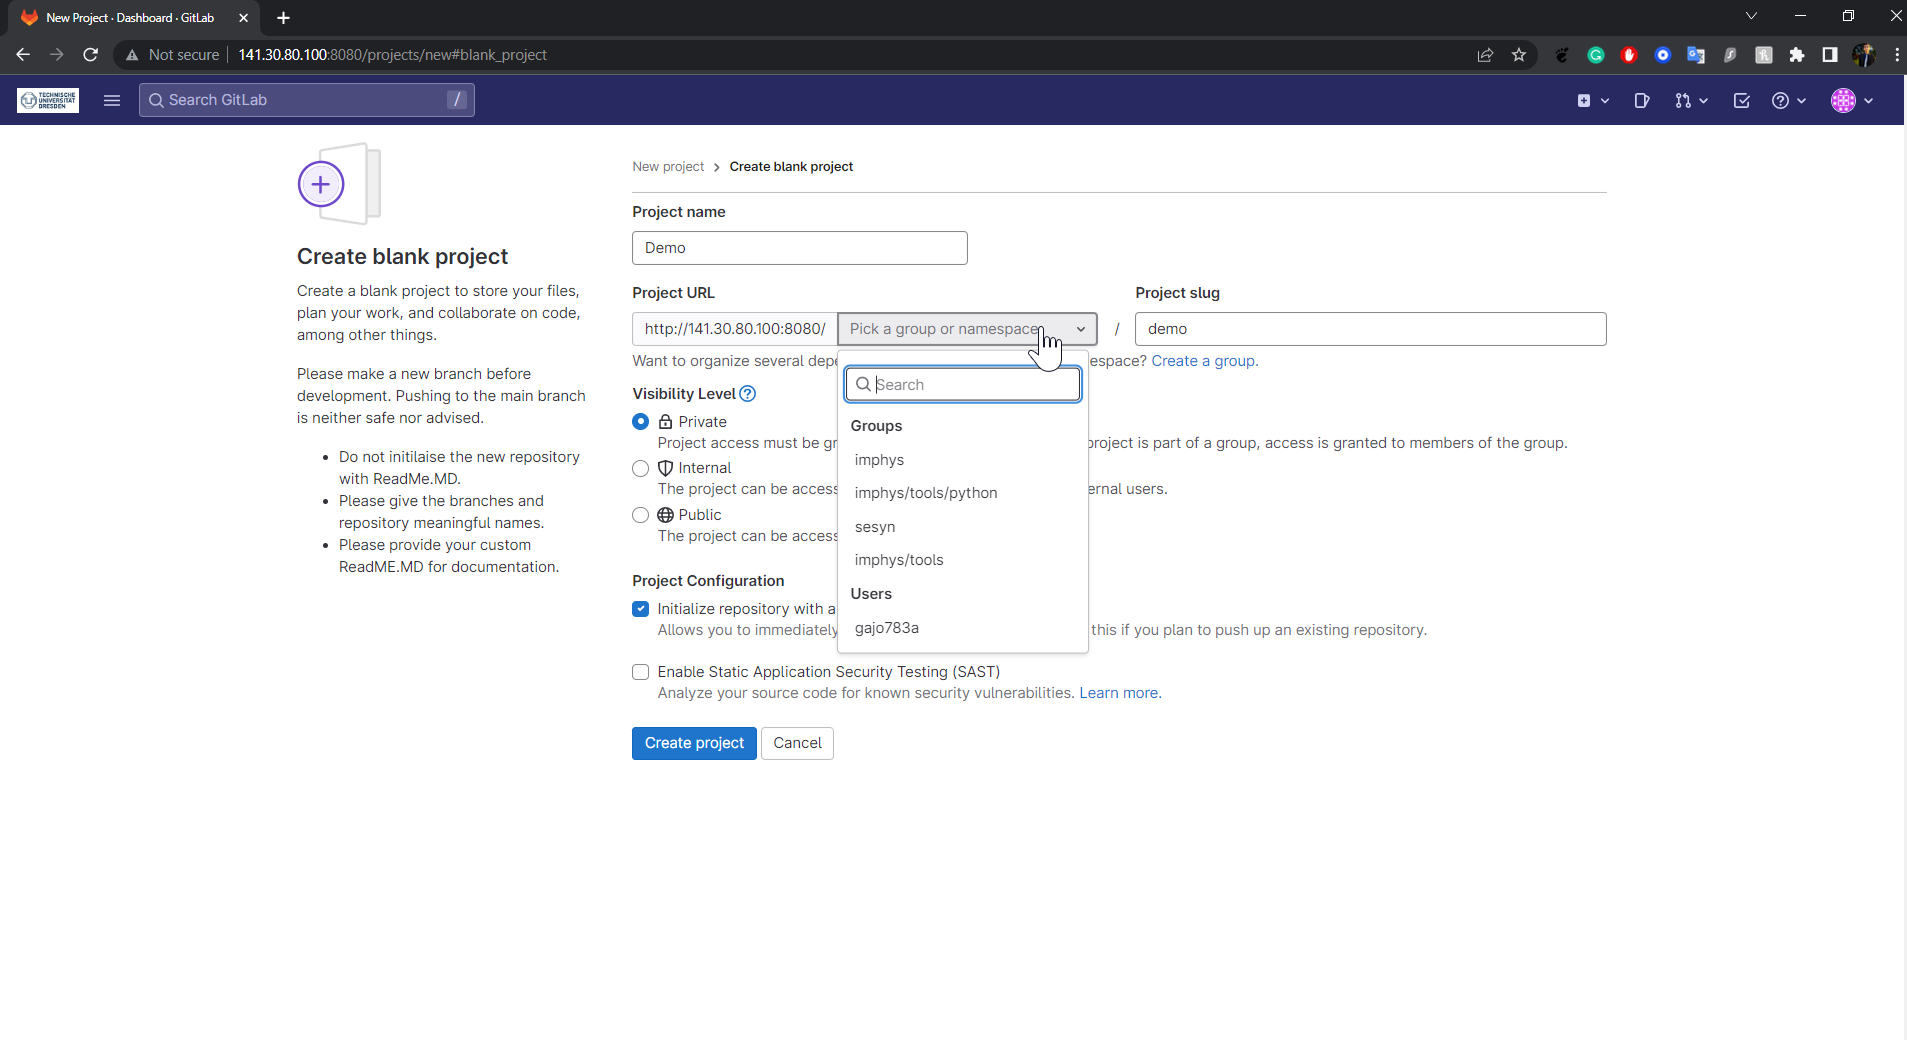 New Project · Dashboard · GitLab
Not secure 141.30.80.100:8080/projects/new#blank_project
TECHNISCHE UNIVERSITÄT DRESDEN
Search GitLab /
New project > Create blank project
Create blank project
Create a blank project to store your files,
plan your work, and collaborate on code,
among other things.
Please make a new branch before
development. Pushing to the main branch
is neither safe nor advised.
• Do not initilaise the new repository
with ReadMe.MD.
• Please give the branches and
repository meaningful names.
• Please provide your custom
ReadME.MD for documentation.
Project name
Demo
Project URL
http://141.30.80.100:8080/ Pick a group or namespace /
Project slug
demo
Want to organize several depe espace? Create a group.
Search
Groups
imphys
imphys/tools/python
sesyn
imphys/tools
Users
gajo783a
Visibility Level
Private
Project access must be gr project is part of a group, access is granted to members of the group.
Internal
The project can be access ernal users.
Public
The project can be access
Project Configuration
Initialize repository with a
Allows you to immediately this if you plan to push up an existing repository.
Enable Static Application Security Testing (SAST)
Analyze your source code for known security vulnerabilities. Learn more.
Create project Cancel